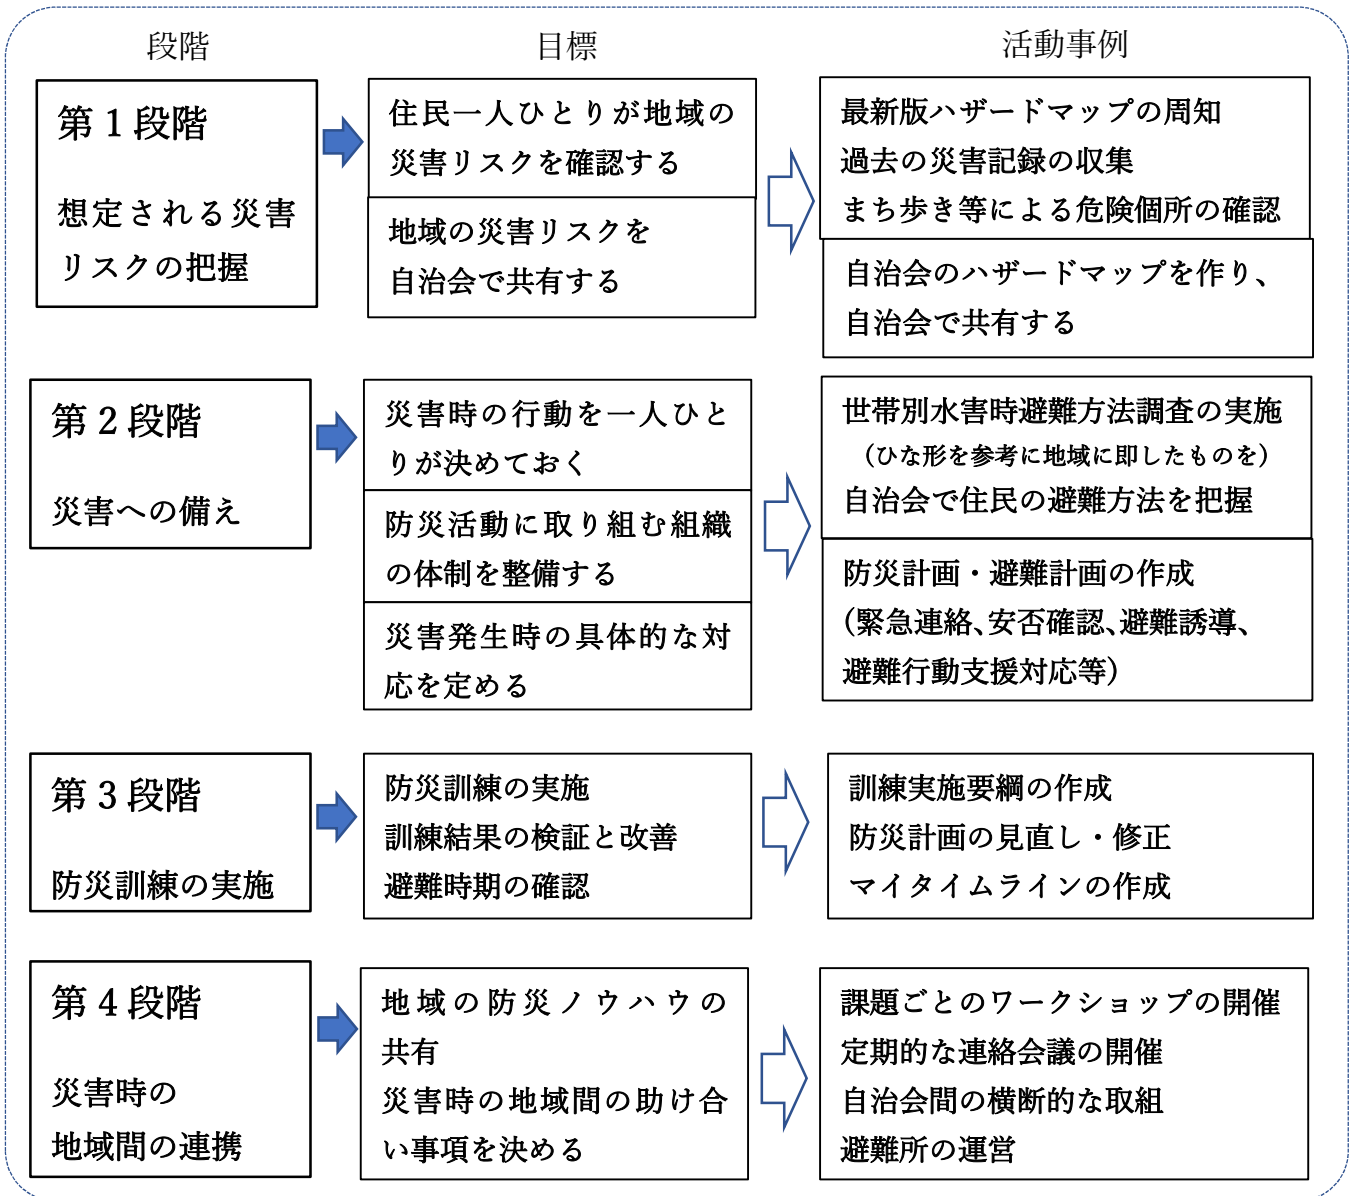 段階
目標
活動事例
第1段階
想定される災害
リスクの把握
住民一人ひとりが地域の
災害リスクを確認する
地域の災害リスクを
自治会で共有する
最新版ハザードマップの周知
過去の災害記録の収集
まち歩き等による危険個所の確認
自治会のハザードマップを作り、
自治会で共有する
第2段階
災害への備え
災害時の行動を一人ひと
りが決めておく
防災活動に取り組む組織
の体制を整備する
災害発生時の具体的な対
応を定める
世帯別水害時避難方法調査の実施
（ひな形を参考に地域に即したものを）
自治会で住民の避難方法を把握
防災計画・避難計画の作成
(緊急連絡、安否確認、避難誘導、
避難行動支援対応等)
第3段階
防災訓練の実施
防災訓練の実施
訓練結果の検証と改善
避難時期の確認
訓練実施要綱の作成
防災計画の見直し・修正
マイタイムラインの作成
第4段階
災害時の
地域間の連携
地域の防災ノウハウの
共有
災害時の地域間の助け合
い事項を決める
課題ごとのワークショップの開催
定期的な連絡会議の開催
自治会間の横断的な取組
避難所の運営